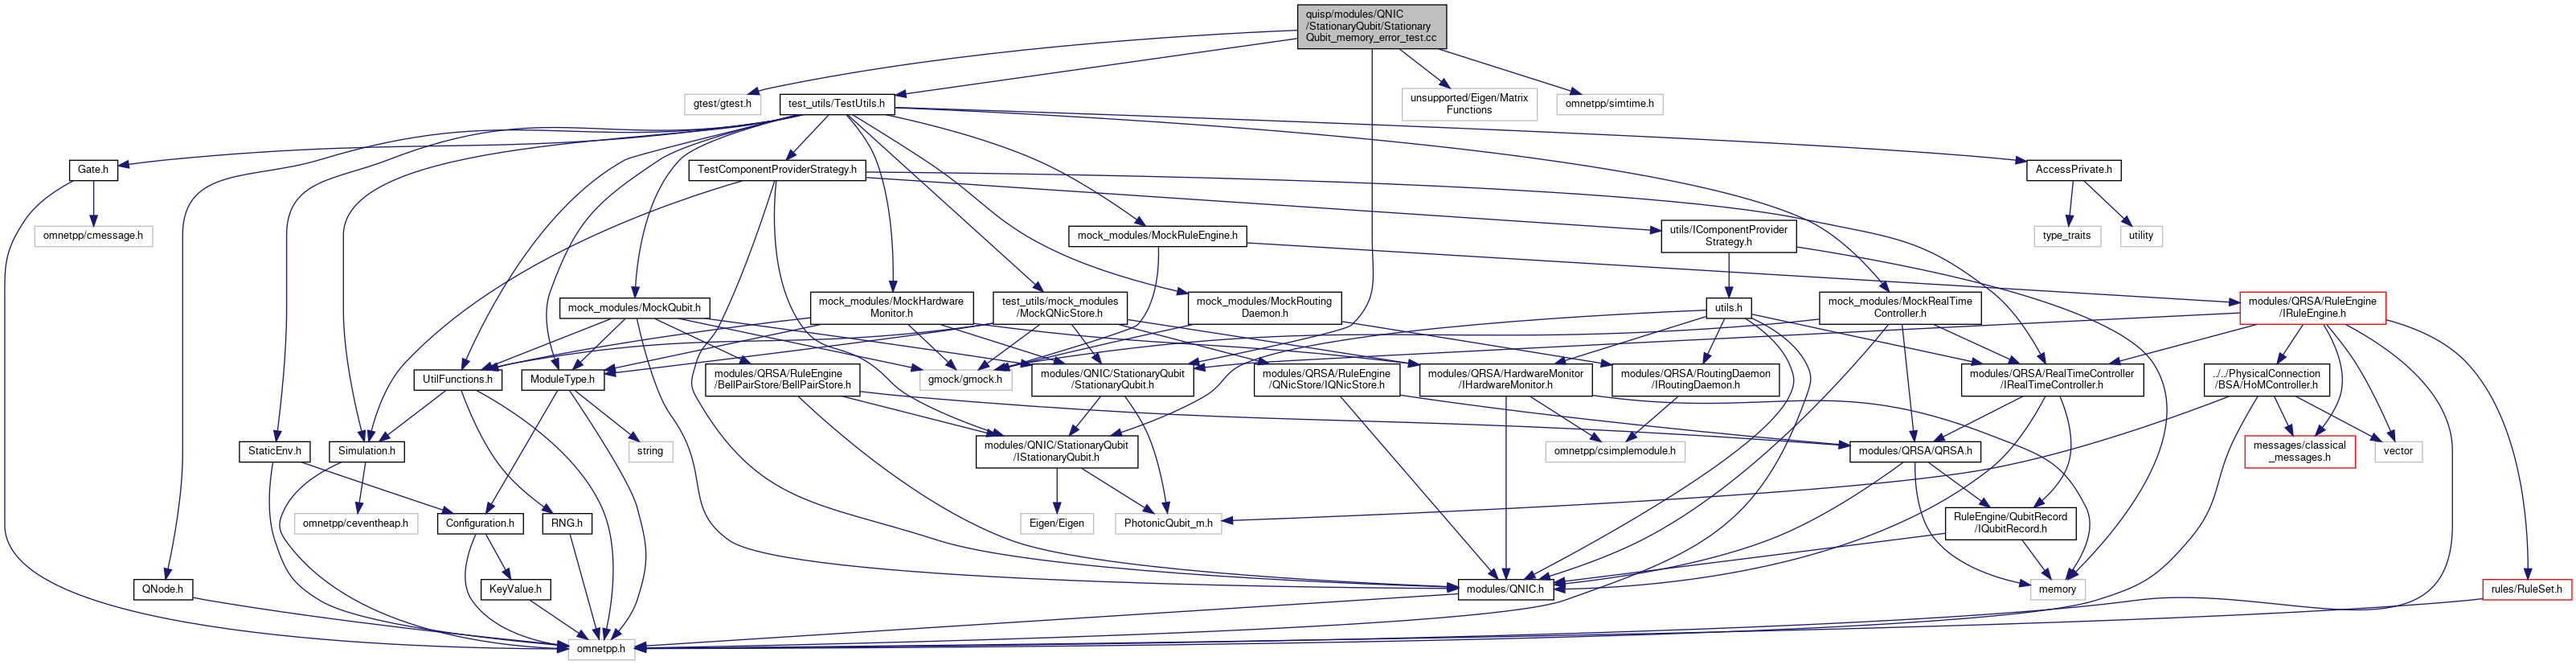 quisp/modules/QNIC
/StationaryQubit/Stationary
Qubit_memory_error_test.cc
gtest/gtest.h
test_utils/TestUtils.h
unsupported/Eigen/Matrix
Functions
omnetpp/simtime.h
Gate.h
TestComponentProviderStrategy.h
AccessPrivate.h
omnetpp/cmessage.h
mock_modules/MockRuleEngine.h
utils/IComponentProvider
Strategy.h
type_traits
utility
mock_modules/MockQubit.h
mock_modules/MockHardware
Monitor.h
test_utils/mock_modules
/MockQNicStore.h
mock_modules/MockRouting
Daemon.h
utils.h
mock_modules/MockRealTime
Controller.h
modules/QRSA/RuleEngine
/IRuleEngine.h
UtilFunctions.h
ModuleType.h
modules/QRSA/RuleEngine
/BellPairStore/BellPairStore.h
gmock/gmock.h
modules/QNIC/StationaryQubit
/StationaryQubit.h
modules/QRSA/RuleEngine
/QNicStore/IQNicStore.h
modules/QRSA/HardwareMonitor
/IHardwareMonitor.h
modules/QRSA/RoutingDaemon
/IRoutingDaemon.h
modules/QRSA/RealTimeController
/IRealTimeController.h
../../PhysicalConnection
/BSA/HoMController.h
StaticEnv.h
Simulation.h
string
modules/QNIC/StationaryQubit
/IStationaryQubit.h
omnetpp/csimplemodule.h
modules/QRSA/QRSA.h
messages/classical
_messages.h
vector
omnetpp/ceventheap.h
Configuration.h
RNG.h
Eigen/Eigen
PhotonicQubit_m.h
RuleEngine/QubitRecord
/IQubitRecord.h
QNode.h
KeyValue.h
modules/QNIC.h
memory
rules/RuleSet.h
omnetpp.h